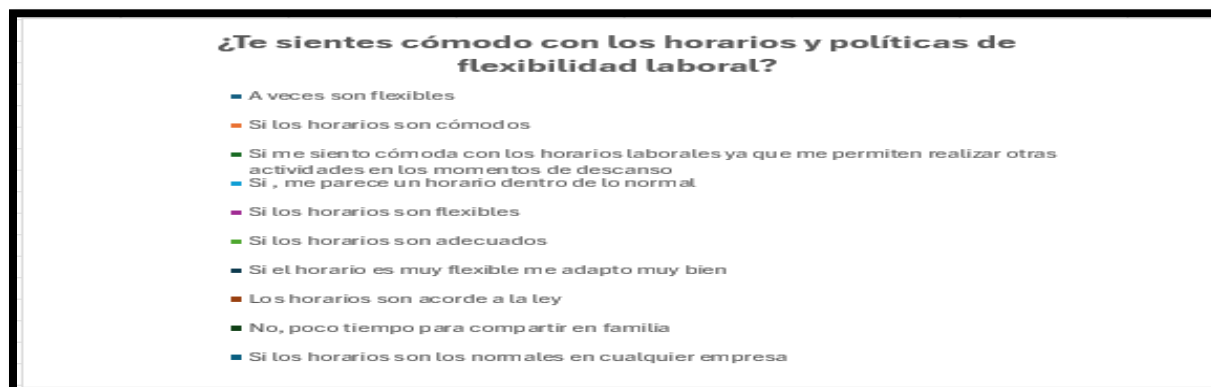 ¿Te sientes cómodo con los horarios y políticas de
flexibilidad laboral?
A veces son flexibles
Si los horarios son cómodos
Si me siento cómoda con los horarios laborales ya que me permiten realizar otras
actividades en los momentos de descanso
Si , me parece un horario dentro de lo normal
Si los horarios son flexibles
Si los horarios son adecuados
Si el horario es muy flexible me adapto muy bien
Los horarios son acorde a la ley
No, poco tiempo para compartir en familia
Si los horarios son los normales en cualquier empresa